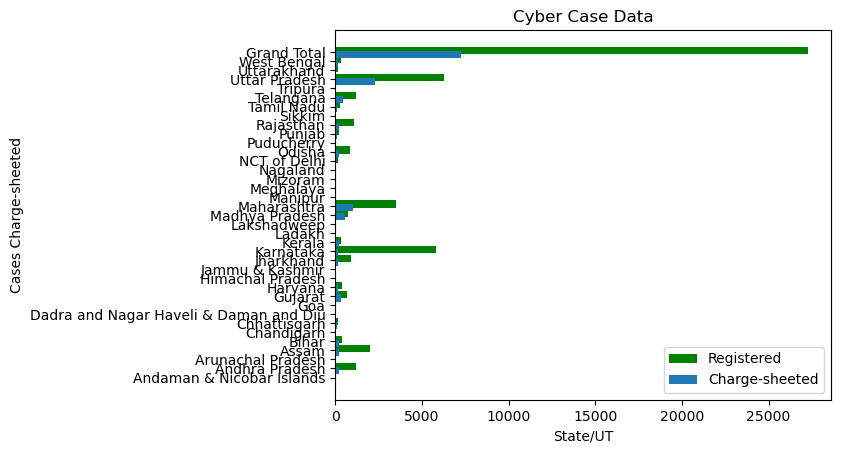 Cyber Case Data
Cases Charge-sheeted
Grand Total
West Bengal
Uttarakhand
Uttar Pradesh
Tripura
Telangana
Tamil Nadu
Sikkim
Rajasthan
Punjab
Puducherry
Odisha
NCT of Delhi
Nagaland
Mizoram
Meghalaya
Manipur
Maharashtra
Madhya Pradesh
Lakshadweep
Ladakh
Kerala
Karnataka
Jharkhand
Jammu & Kashmir
Himachal Pradesh
Haryana
Gujarat
Goa
Dadra and Nagar Haveli & Daman and Diu
Chhattisgarh
Chandigarh
Bihar
Assam
Arunachal Pradesh
Andhra Pradesh
Andaman & Nicobar Islands
Registered
Charge-sheeted
0 5000 10000 15000 20000 25000
State/UT